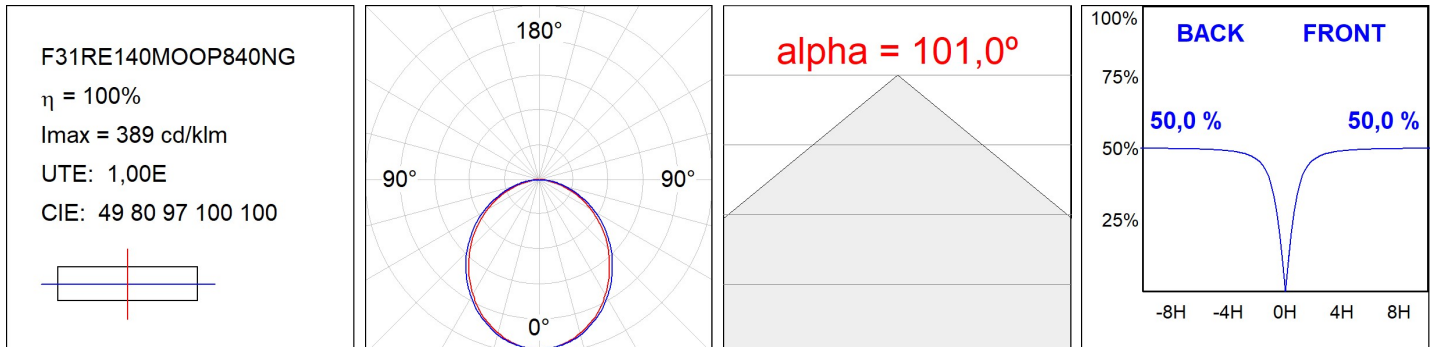 F31RE140MOOP840NG
η = 100%
Imax = 389 cd/klm
UTE: 1,00E
CIE: 49 80 97 100 100
180°
90°
90°
0°
alpha = 101,0º
100%
BACK
FRONT
75%
50,0 %
50,0 %
50%
25%
-8H
-4H
0H
4H
8H